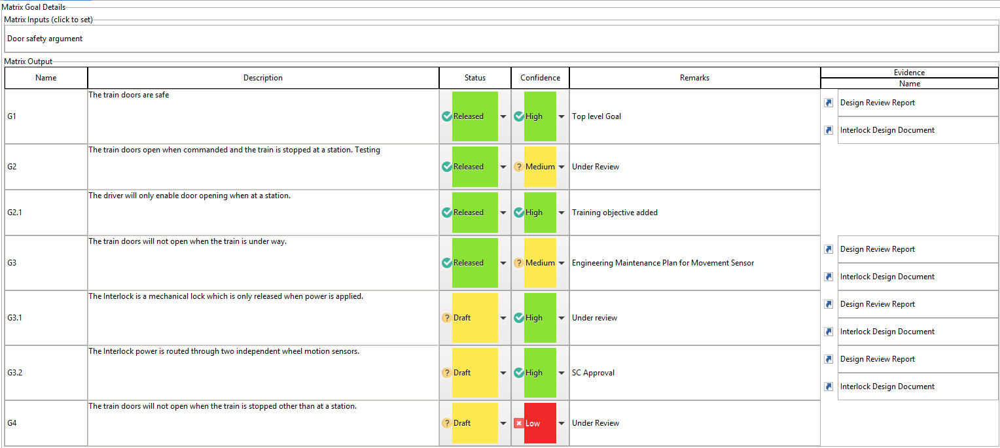 Matrix Goal Details
Matrix Inputs (click to set)
Door safety argument
Matrix Output
Name Description Status Confidence Remarks Evidence
Name
G1 The train doors are safe Released High Top level Goal Design Review Report
Interlock Design Document
G2 The train doors open when commanded and the train is stopped at a station. Testing Released ? Medium Under Review
G2.1 The driver will only enable door opening when at a station. Released High Training objective added
G3 The train doors will not open when the train is under way. Released ? Medium Engineering Maintenance Plan for Movement Sensor Design Review Report
Interlock Design Document
G3.1 The Interlock is a mechanical lock which is only released when power is applied. ? Draft High Under review Design Review Report
Interlock Design Document
G3.2 The Interlock power is routed through two independent wheel motion sensors. ? Draft High SC Approval Design Review Report
Interlock Design Document
G4 The train doors will not open when the train is stopped other than at a station. ? Draft Low Under Review